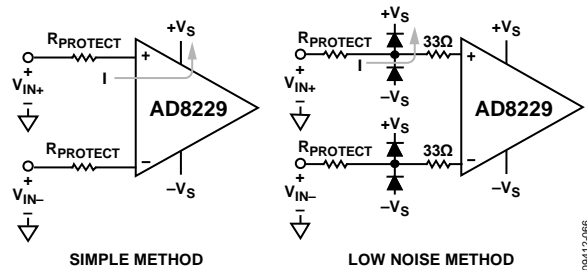 +VS
RPROTECT
+
I
VIN+
+
–
AD8229
RPROTECT
–
VIN–
+
–
–VS
SIMPLE METHOD
+VS
RPROTECT
33Ω
+
I
VIN+
+
–
–VS
AD8229
+VS
RPROTECT
33Ω
–
VIN–
+
–
–VS
–VS
LOW NOISE METHOD
09412-066